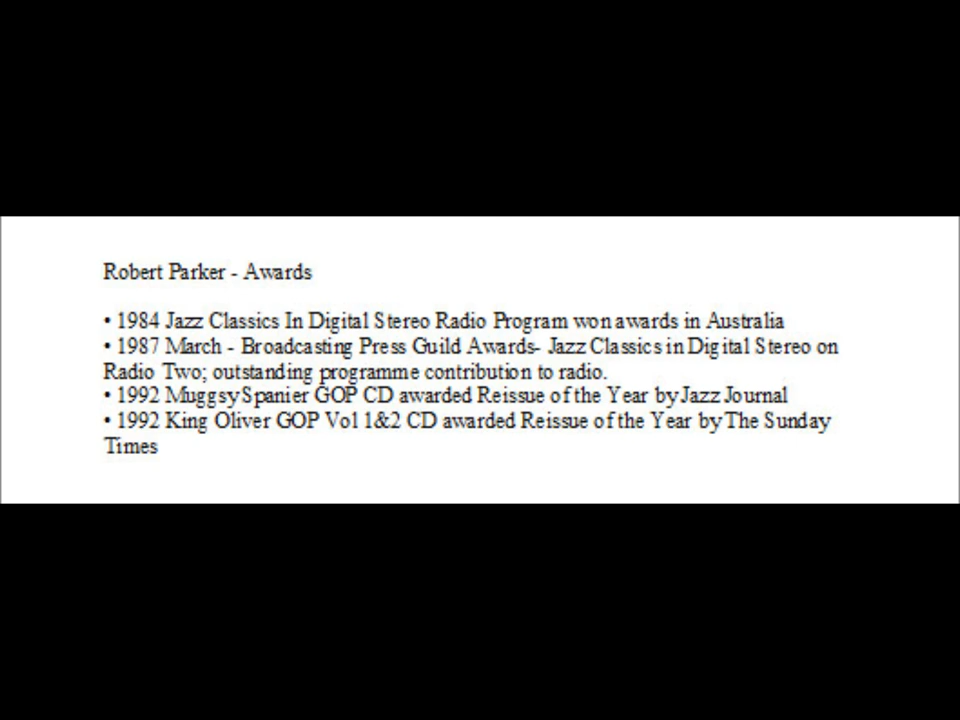 Robert Parker - Awards
• 1984 Jazz Classics In Digital Stereo Radio Program won awards in Australia
• 1987 March - Broadcasting Press Guild Awards- Jazz Classics in Digital Stereo on
Radio Two; outstanding programme contribution to radio.
• 1992 Muggsy Spanier GOP CD awarded Reissue of the Year by Jazz Journal
• 1992 King Oliver GOP Vol 1&2 CD awarded Reissue of the Year by The Sunday
Times